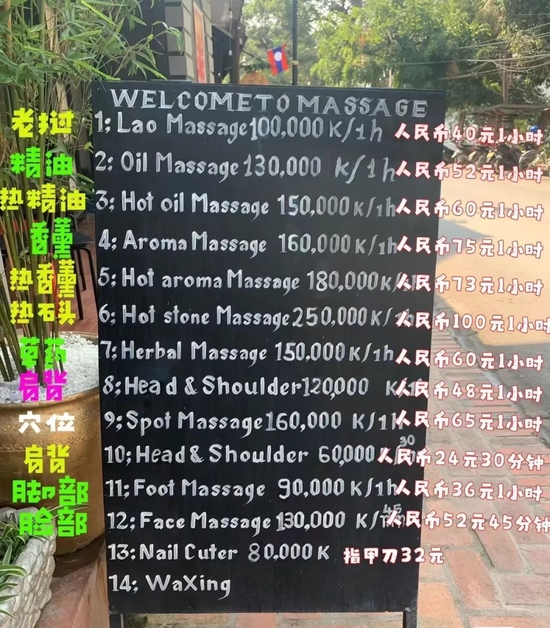 WELCOME TO MASSAGE
老挝 1; Lao Massage 100,000 K/1h 人民币40元1小时
精油 2; Oil Massage 130,000 K/1h 人民币52元1小时
热精油 3; Hot oil Massage 150,000 K/1h 人民币60元1小时
香薰 4; Aroma Massage 160,000 K/1h 人民币75元1小时
热香薰 5; Hot aroma Massage 180,000 K/ 人民币73元1小时
热石头 6; Hot stone Massage 250,000 K/ 人民币100元1小时
草药 7; Herbal Massage 150,000 K/1h 人民币60元1小时
肩背 8; Head & Shoulder 120,000 K 人民币48元1小时
穴位 9; Spot Massage 160,000 K/1h 人民币65元1小时
肩背 10; Head & Shoulder 60,000 30 人民币24元30分钟
脚部 11; Foot Massage 90,000 K/1h 人民币36元1小时
脸部 12; Face Massage 130,000 K/ 45 人民币52元45分钟
13; Nail Cuter 80,000 K 指甲刀32元
14; Waxing